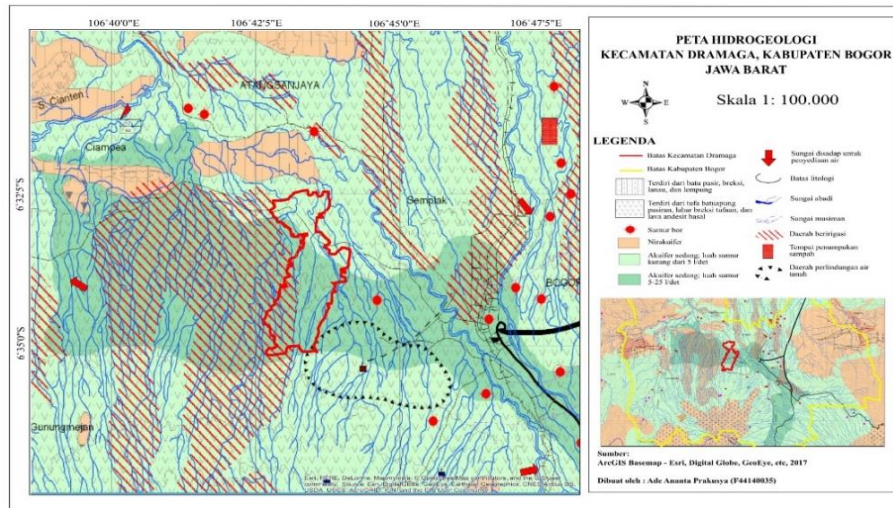 106°40'0"E 106°42'5"E 106°45'0"E 106°47'5"E
6°32'5"S
6°35'0"S
ATANGSANJAYA
S. Cianten
Ciampea
Semplak
BOGOR
Gunungmejan
PETA HIDROGEOLOGI
KECAMATAN DRAMAGA, KABUPATEN BOGOR
JAWA BARAT
N
W E
S
Skala 1: 100.000
LEGENDA
Batas Kecamatan Dramaga
Batas Kabupaten Bogor
Terdiri dari batu pasir, breksi,
lanau, dan lempung
Terdiri dari tufa batuapung
pasiran, lahar breksi tufaan, dan
lava andesit basal
Sumur bor
Nirakuifer
Akuifer sedang; luah sumur
kurang dari 5 l/det
Akuifer sedang; luah sumur
5-25 l/det
Sungai disadap untuk
penyediaan air
Batas litologi
Sungai abadi
Sungai musiman
Daerah beririgasi
Tempat penumpukan
sampah
Daerah perlindungan air
tanah
Sumber:
ArcGIS Basemap - Esri, Digital Globe, GeoEye, etc, 2017
Dibuat oleh : Ade Ananta Prakusya (F44140035)